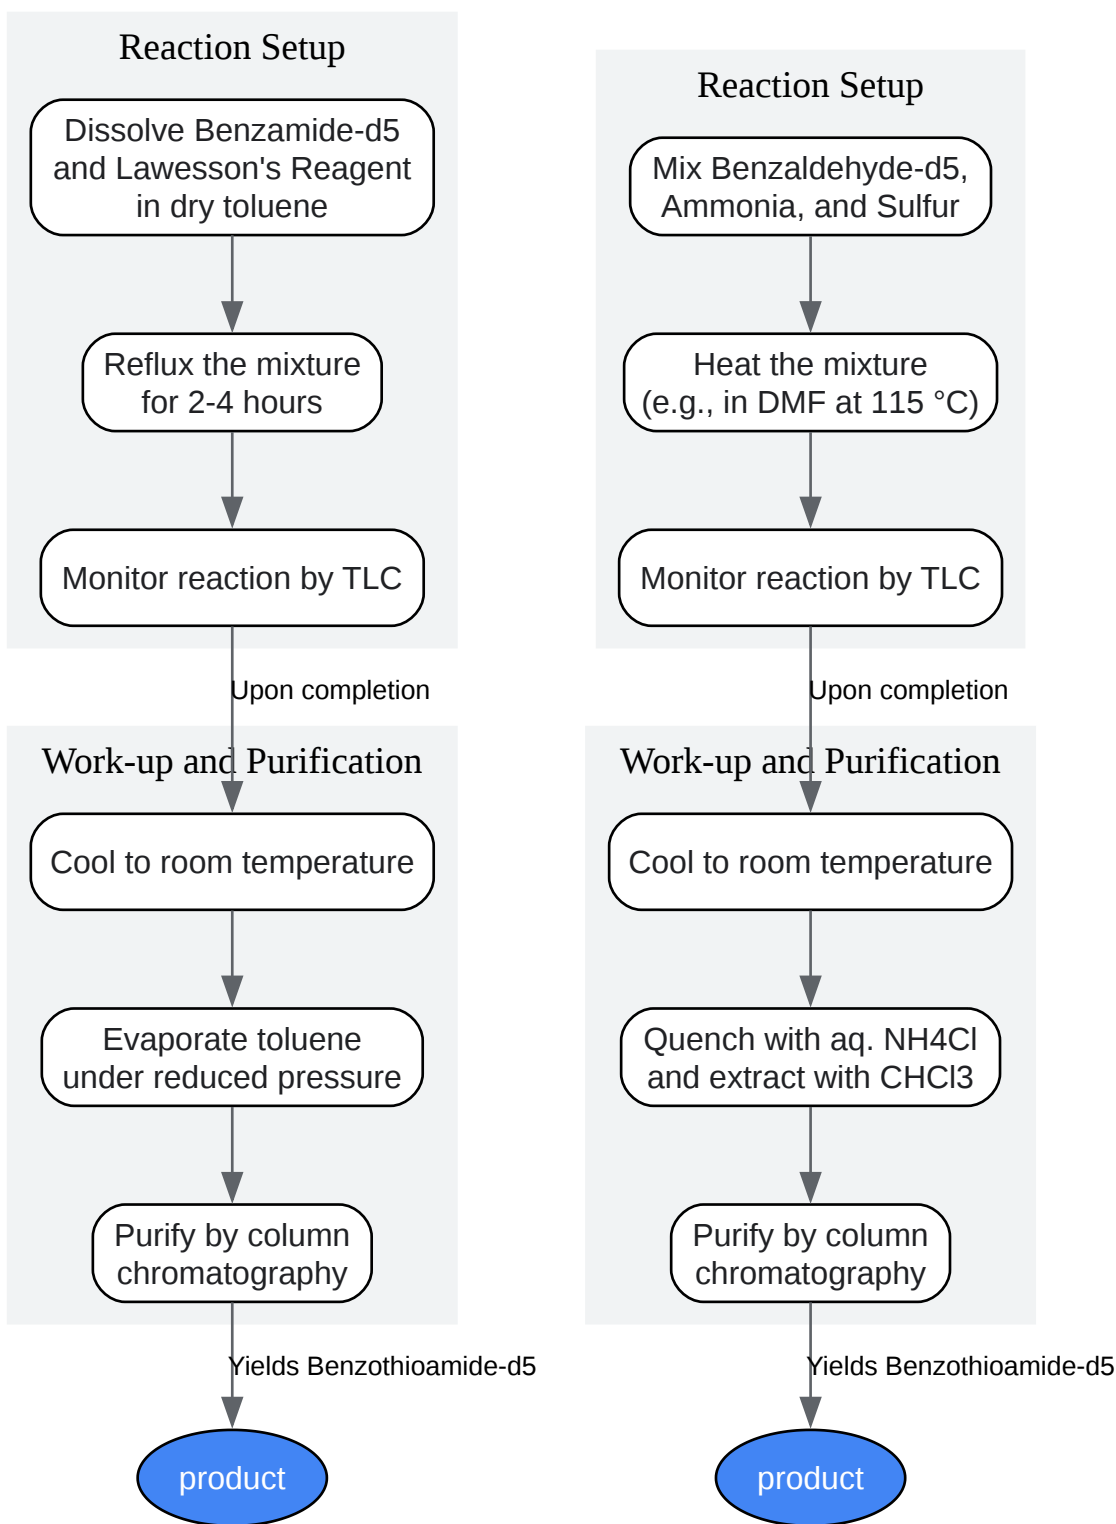 Reaction Setup
Dissolve Benzamide-d5
and Lawesson's Reagent
in dry toluene
Reflux the mixture
for 2-4 hours
Monitor reaction by TLC
Upon completion
Work-up and Purification
Cool to room temperature
Evaporate toluene
under reduced pressure
Purify by column
chromatography
Yields Benzothioamide-d5
product
Reaction Setup
Mix Benzaldehyde-d5,
Ammonia, and Sulfur
Heat the mixture
(e.g., in DMF at 115 °C)
Monitor reaction by TLC
Upon completion
Work-up and Purification
Cool to room temperature
Quench with aq. NH4Cl
and extract with CHCl3
Purify by column
chromatography
Yields Benzothioamide-d5
product